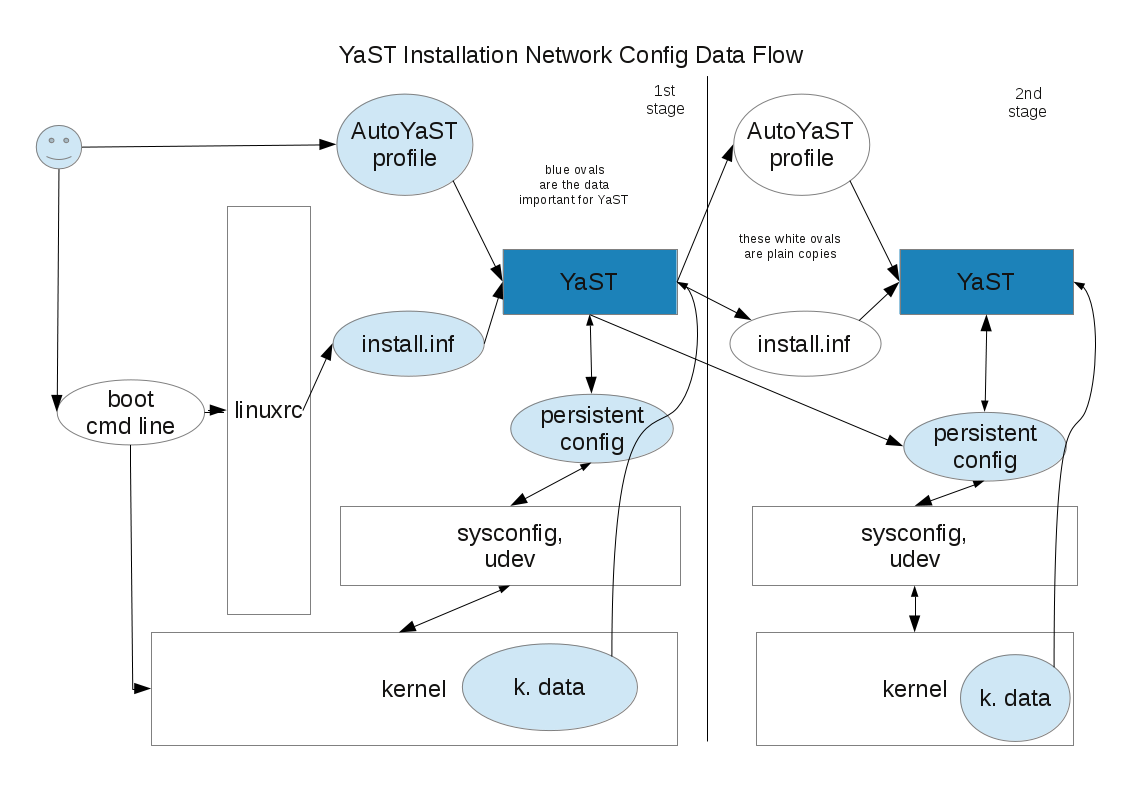 YaST Installation Network Config Data Flow
1st
stage
2nd
stage
AutoYaST
profile
AutoYaST
profile
blue ovals
are the data
important for YaST
these white ovals
are plain copies
YaST
YaST
install.inf
install.inf
boot
cmd line
linuxrc
persistent
config
persistent
config
sysconfig,
udev
sysconfig,
udev
kernel
k. data
kernel
k. data